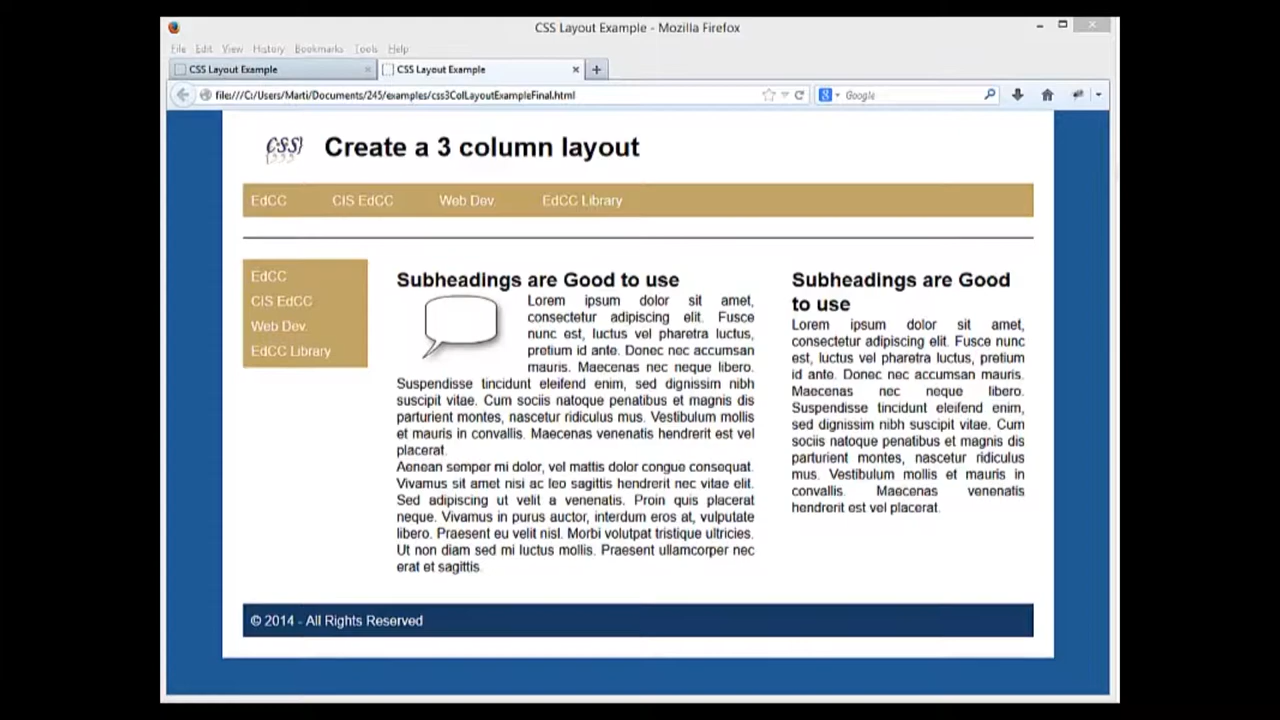 CSS Layout Example - Mozilla Firefox
File Edit View History Bookmarks Tools Help
CSS Layout Example
CSS Layout Example
file:///C:/Users/Marti/Documents/245/examples/css3ColLayoutExampleFinal.html
Google
CSS
Create a 3 column layout
EdCC CIS EdCC Web Dev. EdCC Library
EdCC
CIS EdCC
Web Dev.
EdCC Library
Subheadings are Good to use
Lorem ipsum dolor sit amet,
consectetur adipiscing elit. Fusce
nunc est, luctus vel pharetra luctus,
pretium id ante. Donec nec accumsan
mauris. Maecenas nec neque libero.
Suspendisse tincidunt eleifend enim, sed dignissim nibh
suscipit vitae. Cum sociis natoque penatibus et magnis dis
parturient montes, nascetur ridiculus mus. Vestibulum mollis
et mauris in convallis. Maecenas venenatis hendrerit est vel
placerat.
Aenean semper mi dolor, vel mattis dolor congue consequat.
Vivamus sit amet nisi ac leo sagittis hendrerit nec vitae elit.
Sed adipiscing ut velit a venenatis. Proin quis placerat
neque. Vivamus in purus auctor, interdum eros at, vulputate
libero. Praesent eu velit nisl. Morbi volutpat tristique ultricies.
Ut non diam sed mi luctus mollis. Praesent ullamcorper nec
erat et sagittis.
Subheadings are Good
to use
Lorem ipsum dolor sit amet,
consectetur adipiscing elit. Fusce nunc
est, luctus vel pharetra luctus, pretium
id ante. Donec nec accumsan mauris.
Maecenas nec neque libero.
Suspendisse tincidunt eleifend enim,
sed dignissim nibh suscipit vitae. Cum
sociis natoque penatibus et magnis dis
parturient montes, nascetur ridiculus
mus. Vestibulum mollis et mauris in
convallis. Maecenas venenatis
hendrerit est vel placerat.
© 2014 - All Rights Reserved